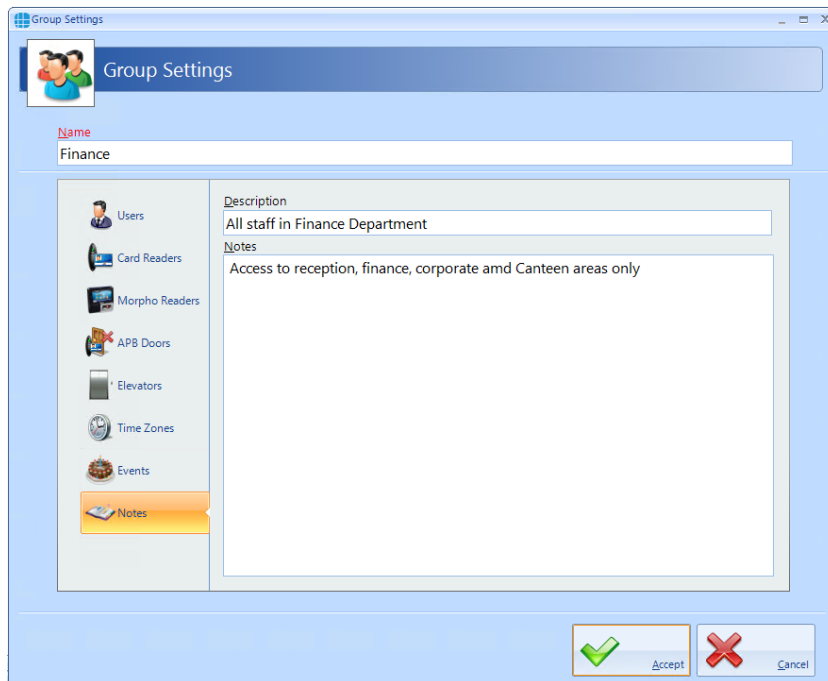 Group Settings
Group Settings
Name
Finance
Users
Card Readers
Morpho Readers
APB Doors
Elevators
Time Zones
Events
Notes
Description
All staff in Finance Department
Notes
Access to reception, finance, corporate amd Canteen areas only
Accept
Cancel